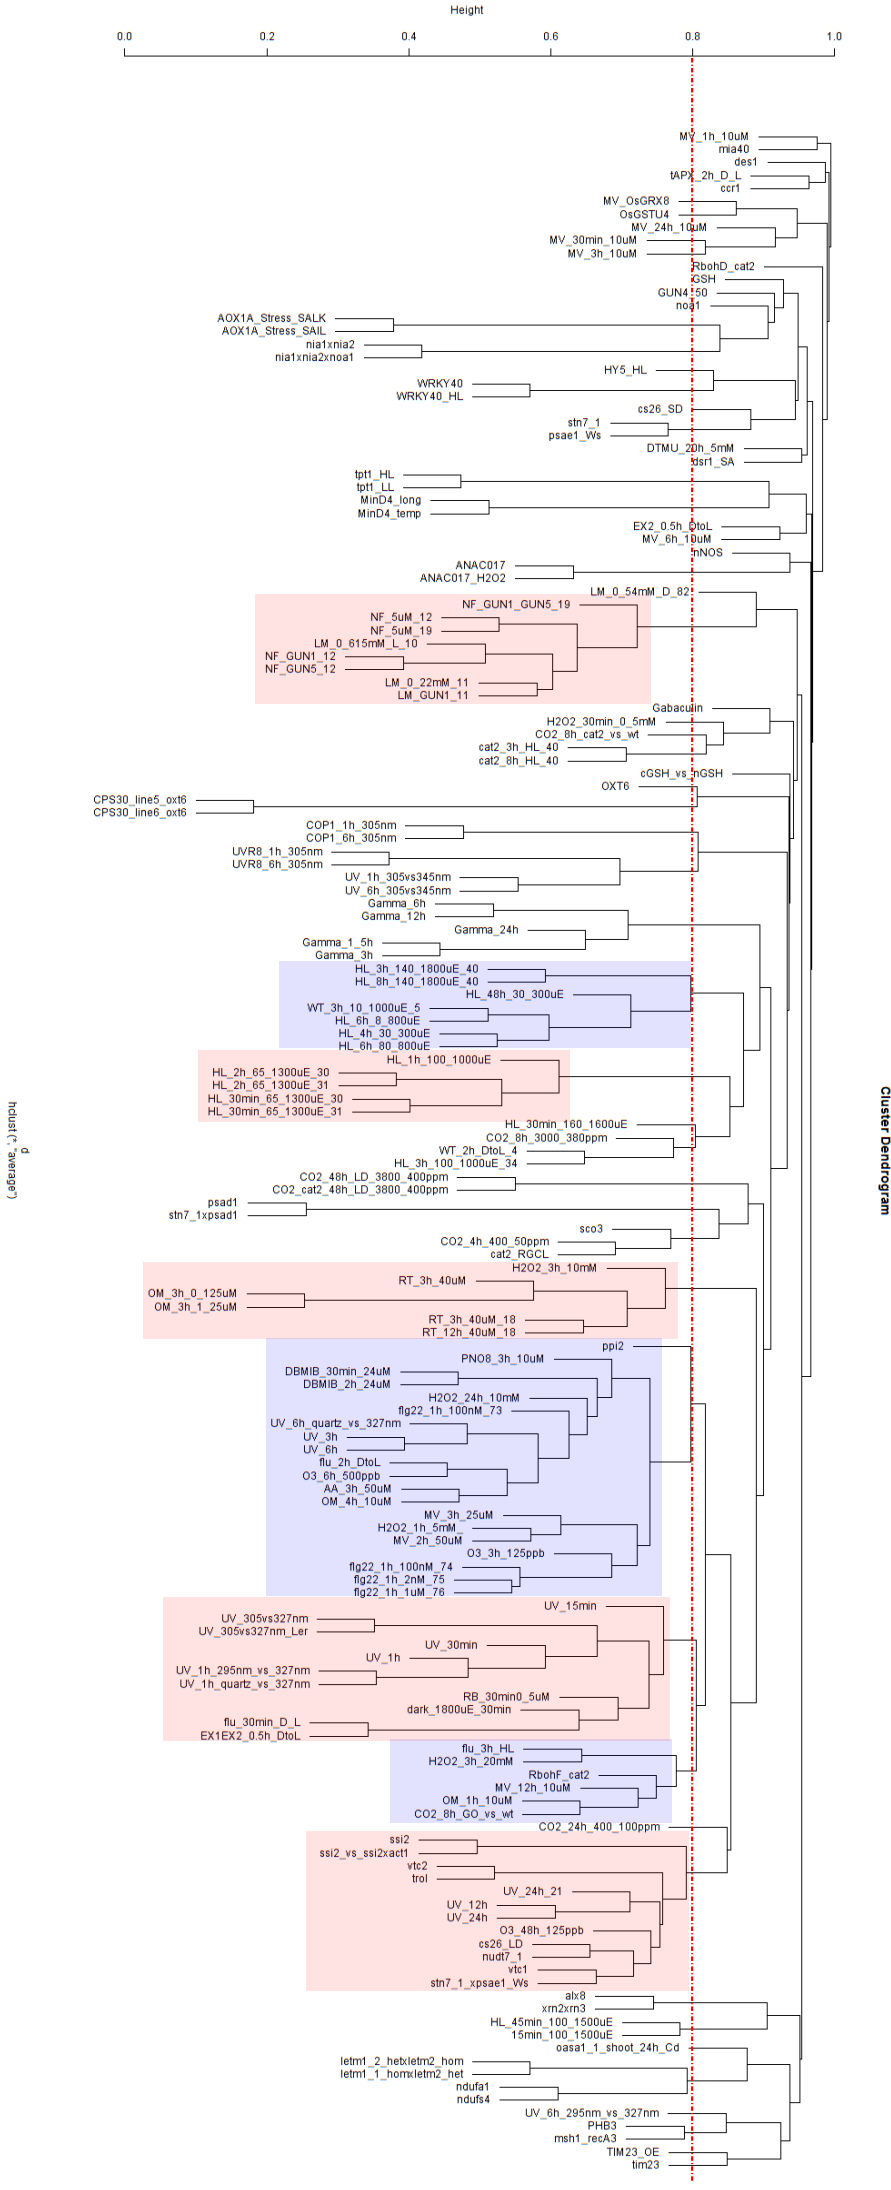 Height
0.0 0.2 0.4 0.6 0.8 1.0
MV_1h_10uM
mia40
des1
tAPX_2h_D_L
ccr1
MV_OsGRX8
OsGSTU4
MV_24h_10uM
MV_30min_10uM
MV_3h_10uM
RbohD_cat2
GSH
GUN4_50
noa1
AOX1A_Stress_SALK
AOX1A_Stress_SAIL
nia1xnia2
nia1xnia2xnoa1
HY5_HL
WRKY40
WRKY40_HL
cs26_SD
stn7_1
psae1_Ws
DTMU_20h_5mM
dsr1_SA
tpt1_HL
tpt1_LL
MinD4_long
MinD4_temp
EX2_0.5h_DtoL
MV_6h_10uM
nNOS
ANAC017
ANAC017_H2O2
LM_0_54mM_D_82
NF_GUN1_GUN5_19
NF_5uM_12
NF_5uM_19
LM_0_615mM_L_10
NF_GUN1_12
NF_GUN5_12
LM_0_22mM_11
LM_GUN1_11
Gabaculin
H2O2_30min_0_5mM
CO2_8h_cat2_vs_wt
cat2_3h_HL_40
cat2_8h_HL_40
cGSH_vs_nGSH
OXT6
CPS30_line5_oxt6
CPS30_line6_oxt6
COP1_1h_305nm
COP1_6h_305nm
UVR8_1h_305nm
UVR8_6h_305nm
UV_1h_305vs345nm
UV_6h_305vs345nm
Gamma_6h
Gamma_12h
Gamma_24h
Gamma_1_5h
Gamma_3h
HL_3h_140_1800uE_40
HL_8h_140_1800uE_40
HL_48h_30_300uE
WT_3h_10_1000uE_5
HL_6h_8_800uE
HL_4h_30_300uE
HL_6h_80_800uE
HL_1h_100_1000uE
HL_2h_65_1300uE_30
HL_2h_65_1300uE_31
HL_30min_65_1300uE_30
HL_30min_65_1300uE_31
HL_30min_160_1600uE
CO2_8h_3000_380ppm
WT_2h_DtoL_4
HL_3h_100_1000uE_34
CO2_48h_LD_3800_400ppm
CO2_cat2_48h_LD_3800_400ppm
psad1
stn7_1xpsad1
sco3
CO2_4h_400_50ppm
cat2_RGCL
H2O2_3h_10mM
RT_3h_40uM
OM_3h_0_125uM
OM_3h_1_25uM
RT_3h_40uM_18
RT_12h_40uM_18
ppi2
PNO8_3h_10uM
DBMIB_30min_24uM
DBMIB_2h_24uM
H2O2_24h_10mM
flg22_1h_100nM_73
UV_6h_quartz_vs_327nm
UV_3h
UV_6h
flu_2h_DtoL
O3_6h_500ppb
AA_3h_50uM
OM_4h_10uM
MV_3h_25uM
H2O2_1h_5mM_
MV_2h_50uM
O3_3h_125ppb
flg22_1h_100nM_74
flg22_1h_2nM_75
flg22_1h_1uM_76
UV_15min
UV_305vs327nm
UV_305vs327nm_Ler
UV_30min
UV_1h
UV_1h_295nm_vs_327nm
UV_1h_quartz_vs_327nm
RB_30min0_5uM
dark_1800uE_30min
flu_30min_D_L
EX1EX2_0.5h_DtoL
flu_3h_HL
H2O2_3h_20mM
RbohF_cat2
MV_12h_10uM
OM_1h_10uM
CO2_8h_GO_vs_wt
CO2_24h_400_100ppm
ssi2
ssi2_vs_ssi2xact1
vtc2
trol
UV_24h_21
UV_12h
UV_24h
O3_48h_125ppb
cs26_LD
nudt7_1
vtc1
stn7_1_xpsae1_Ws
alx8
xrn2xrn3
HL_45min_100_1500uE
15min_100_1500uE
oasa1_1_shoot_24h_Cd
letm1_2_hetxletm2_hom
letm1_1_homxletm2_het
ndufa1
ndufs4
UV_6h_295nm_vs_327nm
PHB3
msh1_recA3
TIM23_OE
tim23
Cluster Dendrogram
d
hclust (*, "average")